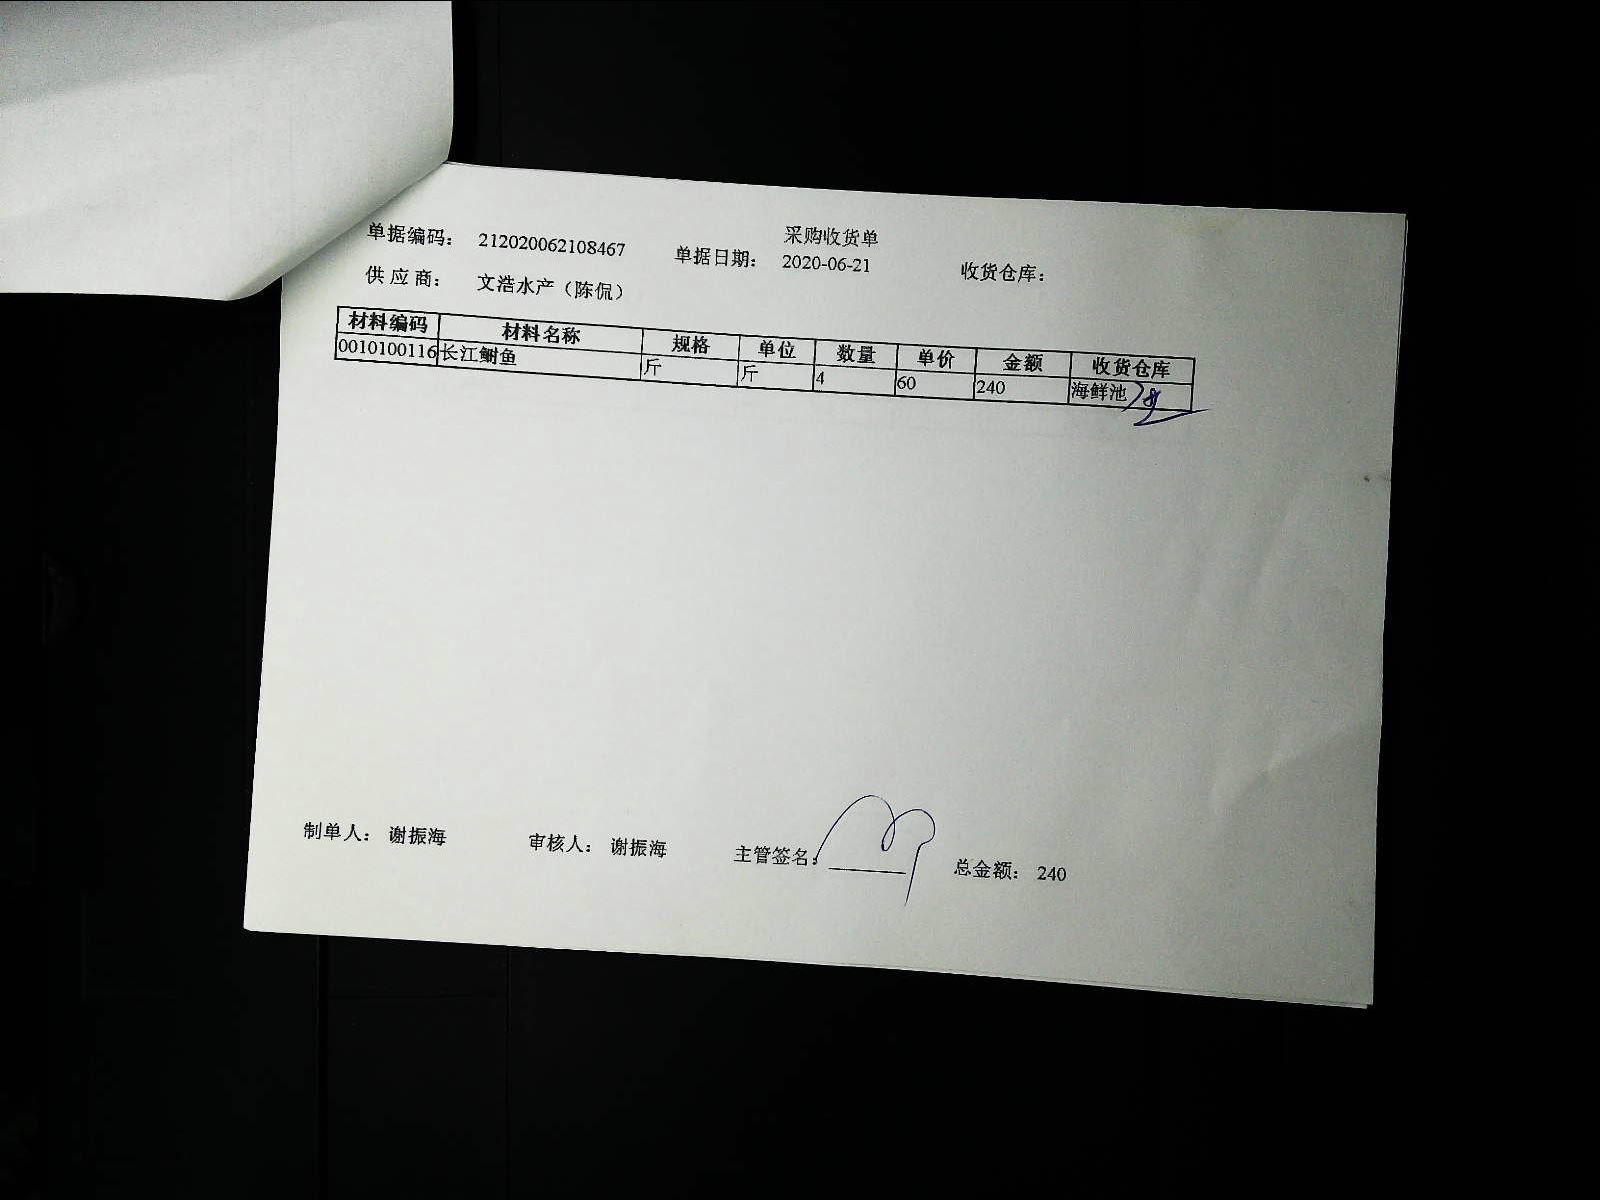 采购收货单
单据编码： 212020062108467 单据日期： 2020-06-21 收货仓库：
供应商： 文浩水产（陈侃）
材料编码 材料名称 规格 单位 数量 单价 金额 收货仓库
0010100116 长江鮰鱼 斤 斤 4 60 240 海鲜池
制单人： 谢振海 审核人： 谢振海 主管签名： 总金额： 240